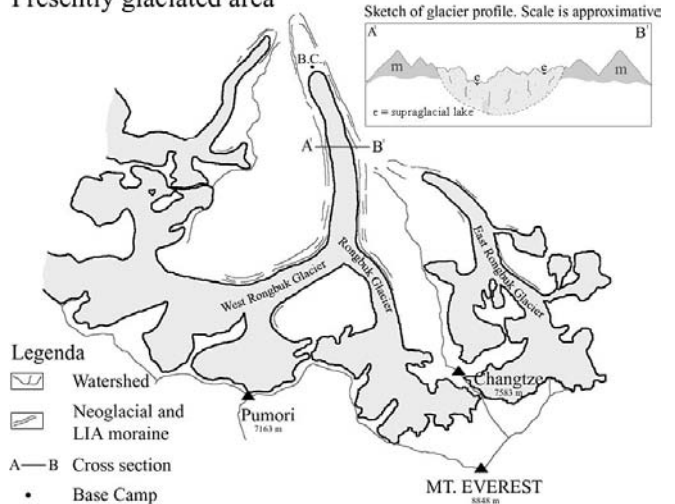 Presently glaciated area
Sketch of glacier profile. Scale is approximative
A'
B'
m
m
e
e
e = supraglacial lake
B.C.
A'
B'
West Rongbuk Glacier
Rongbuk Glacier
East Rongbuk Glacier
Changtze
7583 m
Pumori
7163 m
MT. EVEREST
8848 m
Legenda
Watershed
Neoglacial and
LIA moraine
A—B Cross section
• Base Camp